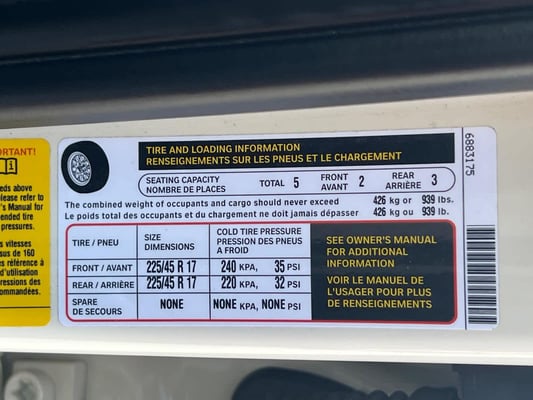 ORTANT!
eds above
lease refer to
r's Manual for
nded tire
pressures.
s vitesses
sus de 160
es référence à
d'utilisation
ressions des
ommandées.
TIRE AND LOADING INFORMATION
RENSEIGNEMENTS SUR LES PNEUS ET LE CHARGEMENT
SEATING CAPACITY
NOMBRE DE PLACES
TOTAL 5
FRONT
AVANT 2
REAR
ARRIÈRE 3
The combined weight of occupants and cargo should never exceed 426 kg or 939 lbs.
Le poids total des occupants et du chargement ne doit jamais dépasser 426 kg ou 939 lb.
TIRE / PNEU
SIZE
DIMENSIONS
COLD TIRE PRESSURE
PRESSION DES PNEUS
A FROID
FRONT / AVANT 225/45 R 17 240 KPA, 35 PSI
REAR / ARRIÈRE 225/45 R 17 220 KPA, 32 PSI
SPARE
DE SECOURS
NONE NONE KPA, NONE PSI
SEE OWNER'S MANUAL
FOR ADDITIONAL
INFORMATION
VOIR LE MANUEL DE
L'USAGER POUR PLUS
DE RENSEIGNEMENTS
6883175